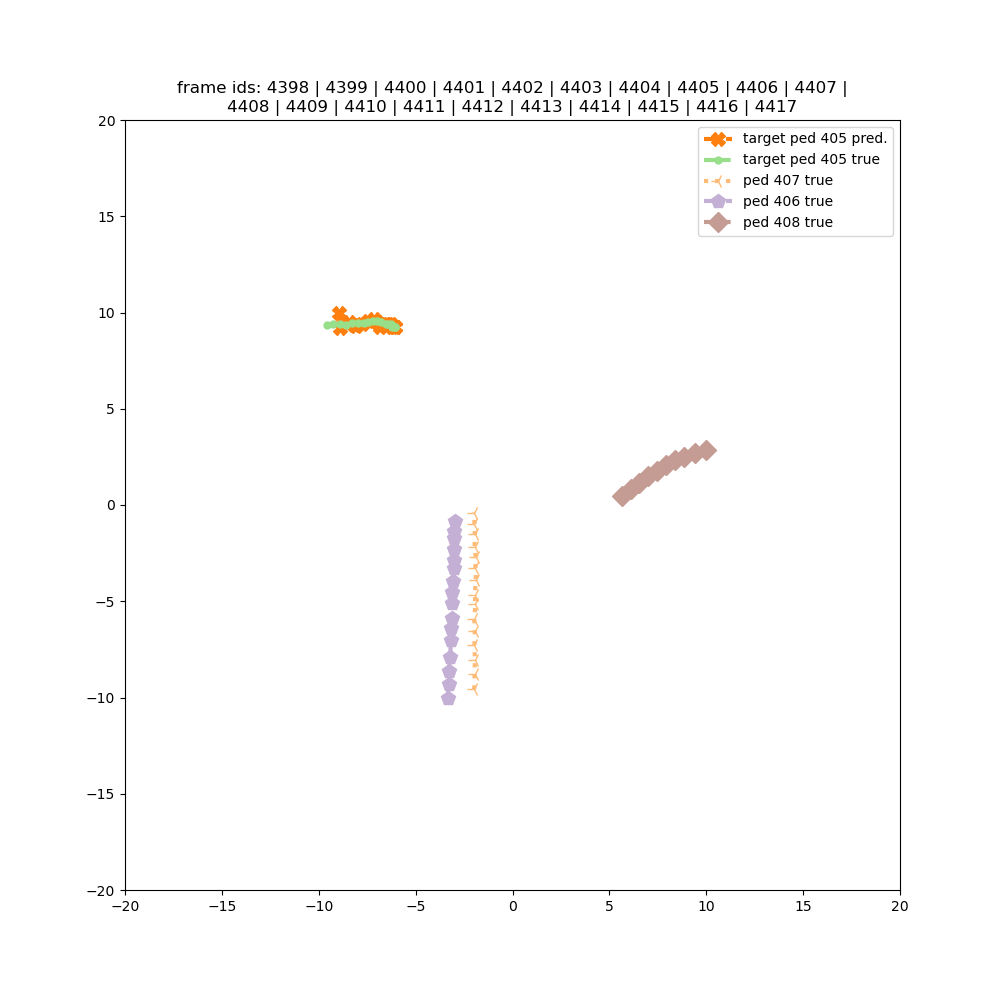 frame ids: 4398 | 4399 | 4400 | 4401 | 4402 | 4403 | 4404 | 4405 | 4406 | 4407 |
4408 | 4409 | 4410 | 4411 | 4412 | 4413 | 4414 | 4415 | 4416 | 4417
target ped 405 pred.
target ped 405 true
ped 407 true
ped 406 true
ped 408 true
20
15
10
5
0
−5
−10
−15
−20
−20 −15 −10 −5 0 5 10 15 20